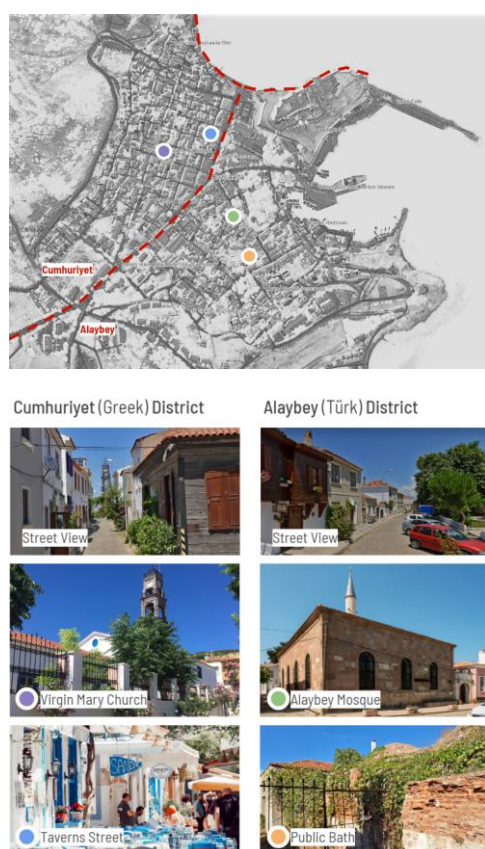 Cumhuriyet
Alaybey
Cumhuriyet (Greek) District
Alaybey (Türk) District
Street View
Street View
Virgin Mary Church
Alaybey Mosque
Taverns Street
Public Bath